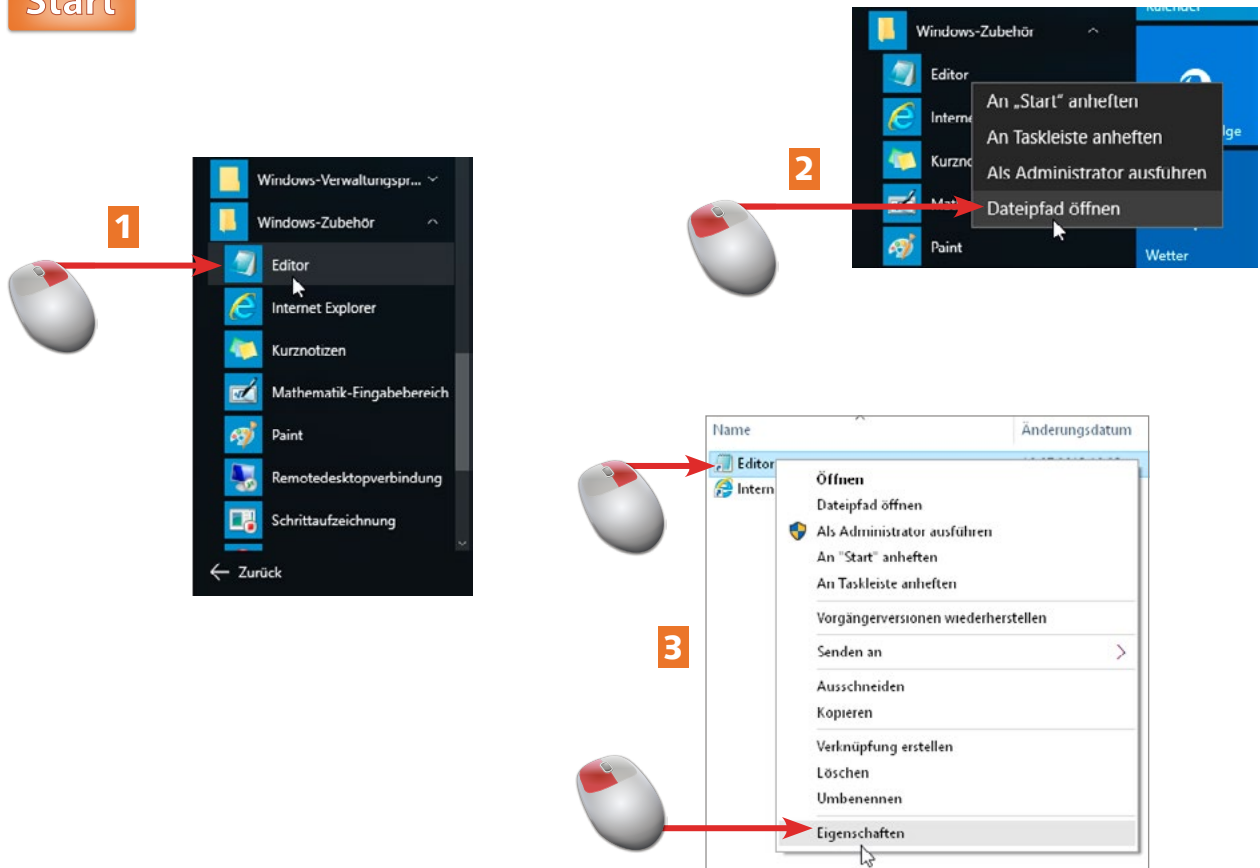 Start
1
Windows-Verwaltungspr...
Windows-Zubehör
Editor
Internet Explorer
Kurznotizen
Mathematik-Eingabebereich
Paint
Remotedesktopverbindung
Schrittaufzeichnung
Zurück
2
Kalender
Windows-Zubehör
Editor
Interne
Kurzno
Mat
Paint
An „Start“ anheften
An Taskleiste anheften
Als Administrator ausführen
Dateipfad öffnen
lge
Wetter
3
Name Änderungsdatum
Editor
Intern
Öffnen
Dateipfad öffnen
Als Administrator ausführen
An "Start" anheften
An Taskleiste anheften
Vorgängerversionen wiederherstellen
Senden an
Ausschneiden
Kopieren
Verknüpfung erstellen
Löschen
Umbenennen
Eigenschaften